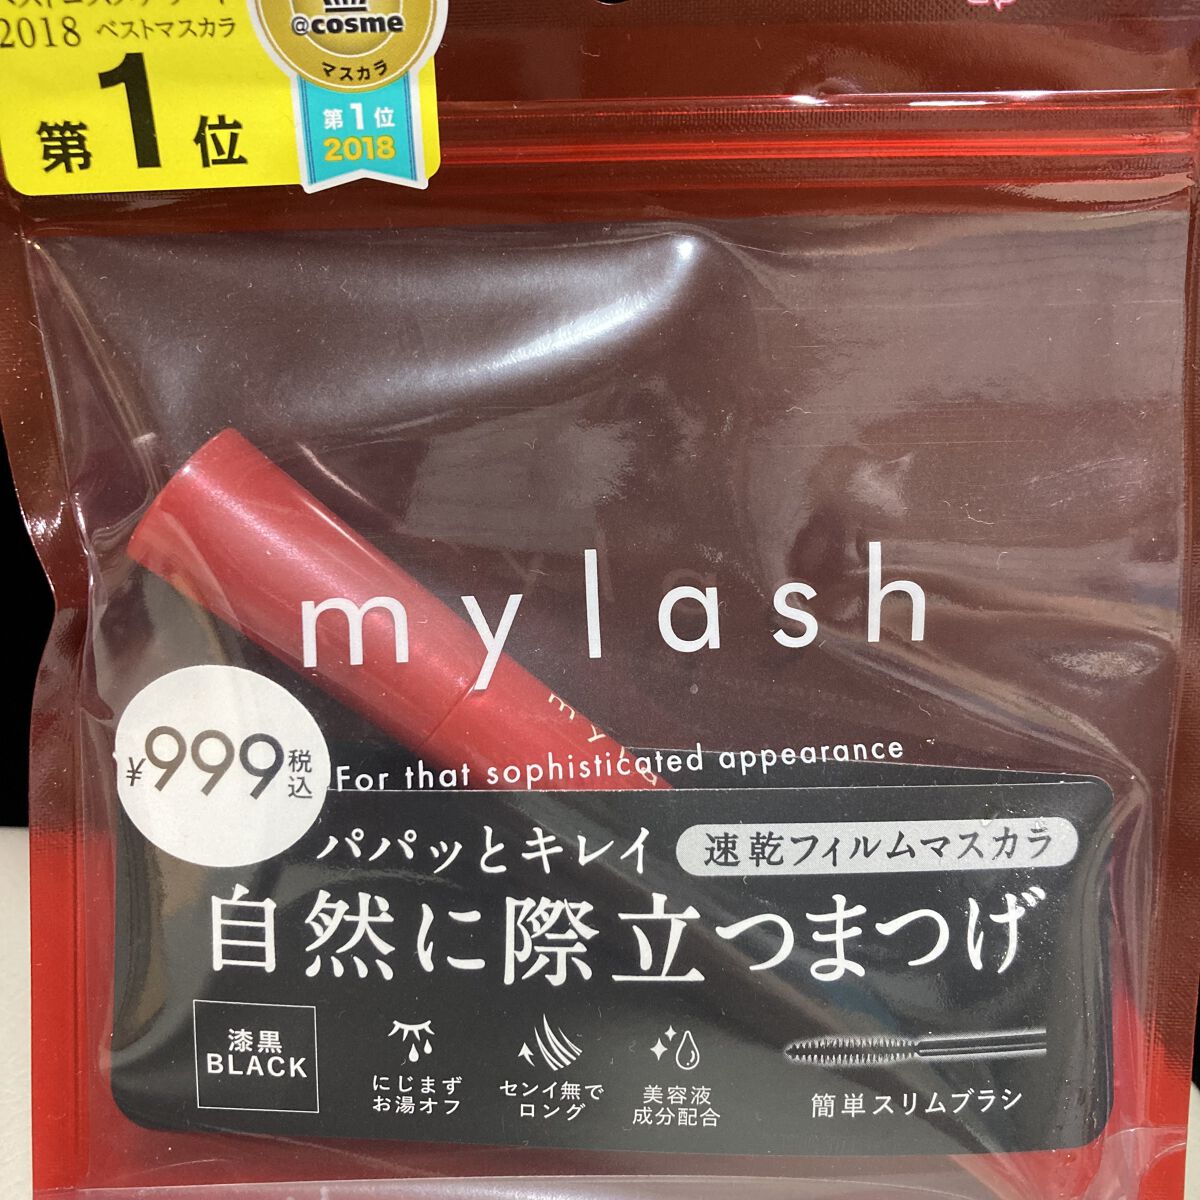 2018 ベストマスカラ
第1位
@cosme
マスカラ
第1位
2018
mylash
For that sophisticated appearance
¥999税込
パパッとキレイ 速乾フィルムマスカラ
自然に際立つまつげ
漆黒
BLACK
にじまず
お湯オフ
センイ無で
ロング
美容液
成分配合
簡単スリムブラシ